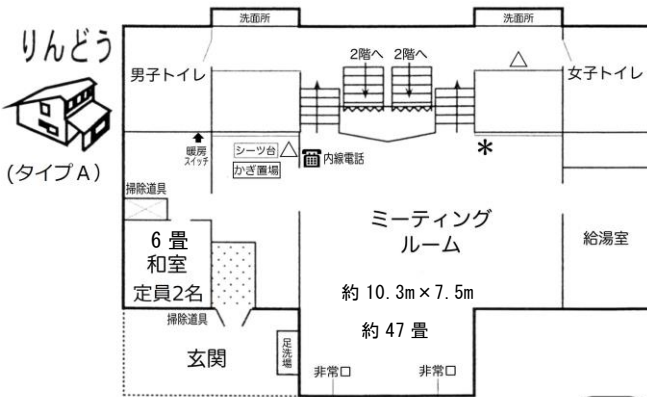 洗面所
洗面所
りんどう
2階へ
2階へ
男子トイレ
女子トイレ
(タイプA)
暖房
スイッチ
シーツ台
かぎ置場
内線電話
*
掃除道具
ミーティング
ルーム
給湯室
6 畳
和室
定員2名
約 10.3m×7.5m
約 47 畳
掃除道具
玄関
足洗場
非常口
非常口